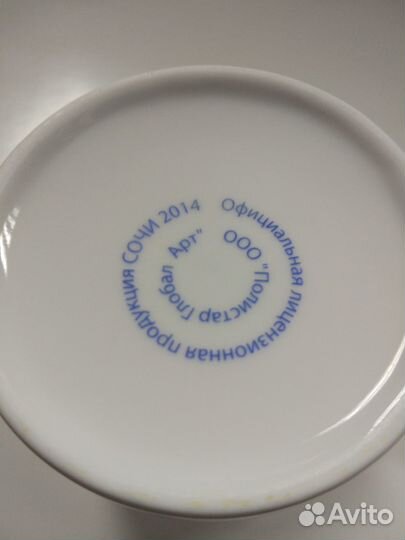 Официальная лицензионная продукция СОЧИ 2014
ООО "Полистар Глобал Арт"
Avito